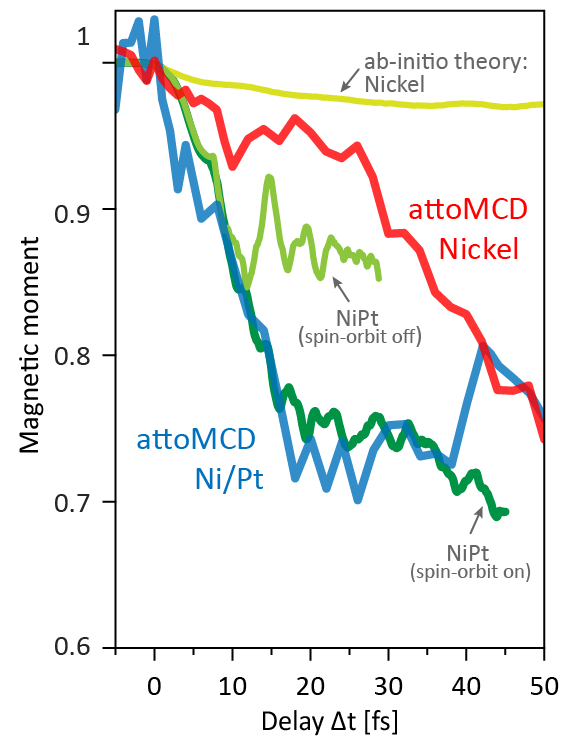 1
0.9
0.8
0.7
0.6
Magnetic moment
ab-initio theory:
Nickel
attoMCD
Nickel
NiPt
(spin-orbit off)
attoMCD
Ni/Pt
NiPt
(spin-orbit on)
0 10 20 30 40 50
Delay Δt [fs]